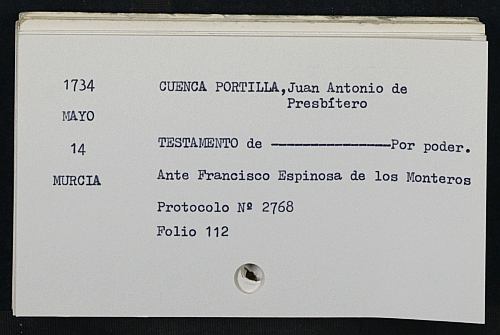 1734 CUENCA PORTILLA,Juan Antonio de
Presbítero
MAYO
14 TESTAMENTO de ----------------Por poder.
MURCIA Ante Francisco Espinosa de los Monteros
Protocolo Nº 2768
Folio 112